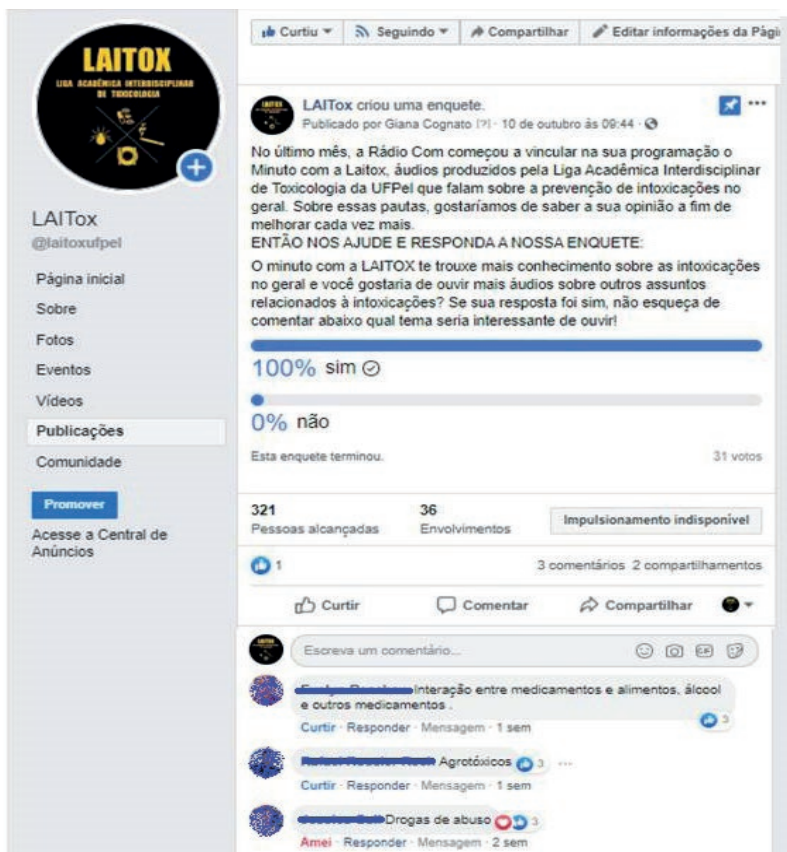 LAITOX
LIGA ACADÊMICA INTERDISCIPLINAR
DE TOXICOLOGIA
LAITox
@laitoxufpel
Página inicial
Sobre
Fotos
Eventos
Vídeos
Publicações
Comunidade
Promover
Acesse a Central de
Anúncios
Curtiu
Seguindo
Compartilhar
Editar informações da Pági
LAITox criou uma enquete.
Publicado por Giana Cognato [?] · 10 de outubro às 09:44 ·
No último mês, a Rádio Com começou a vincular na sua programação o
Minuto com a Laitox, áudios produzidos pela Liga Acadêmica Interdisciplinar
de Toxicologia da UFPel que falam sobre a prevenção de intoxicações no
geral. Sobre essas pautas, gostaríamos de saber a sua opinião a fim de
melhorar cada vez mais.
ENTÃO NOS AJUDE E RESPONDA A NOSSA ENQUETE:
O minuto com a LAITOX te trouxe mais conhecimento sobre as intoxicações
no geral e você gostaria de ouvir mais áudios sobre outros assuntos
relacionados à intoxicações? Se sua resposta foi sim, não esqueça de
comentar abaixo qual tema seria interessante de ouvir!
100% sim
0% não
Esta enquete terminou. 31 votos
321 36
Pessoas alcançadas Envolvimentos Impulsionamento indisponível
1 3 comentários 2 compartilhamentos
Curtir Comentar Compartilhar
Escreva um comentário... GIF
Interação entre medicamentos e alimentos, álcool
e outros medicamentos .
3
Curtir · Responder · Mensagem · 1 sem
Agrotóxicos 3
Curtir · Responder · Mensagem · 1 sem
Drogas de abuso 3
Amei · Responder · Mensagem · 2 sem